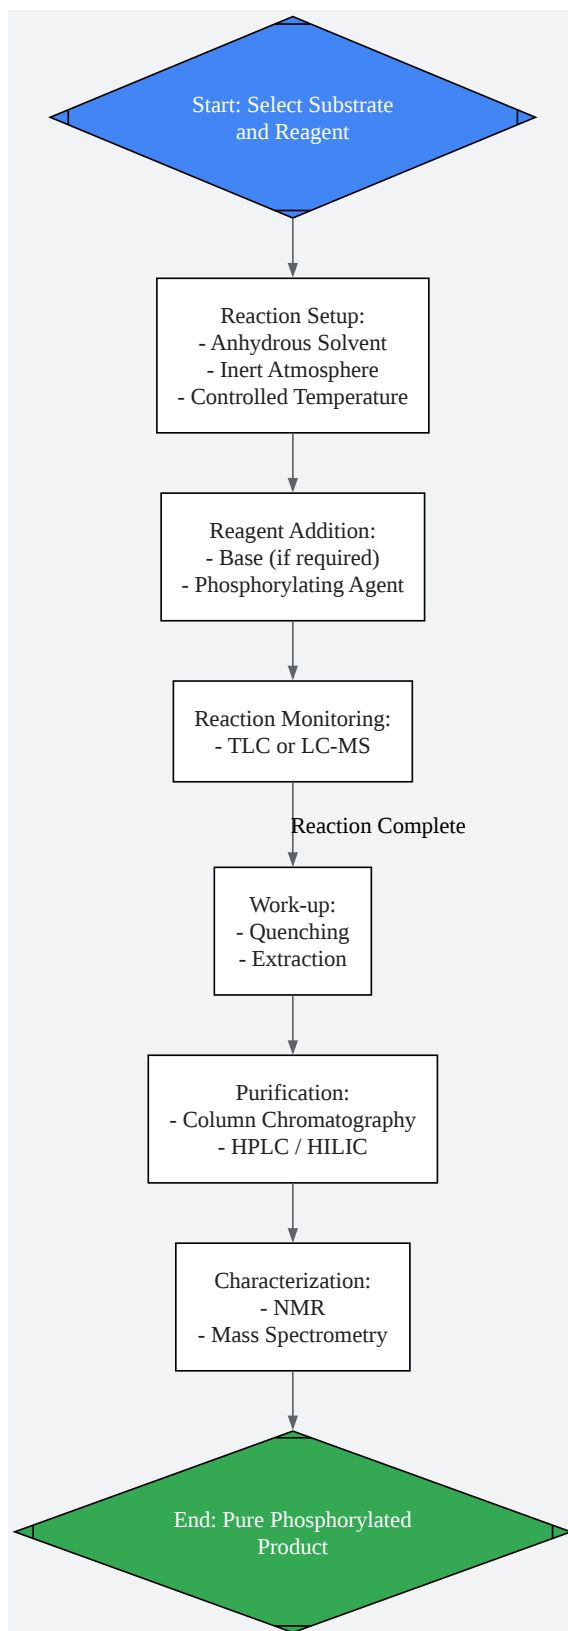 Start: Select Substrate
and Reagent
Reaction Setup:
- Anhydrous Solvent
- Inert Atmosphere
- Controlled Temperature
Reagent Addition:
- Base (if required)
- Phosphorylating Agent
Reaction Monitoring:
- TLC or LC-MS
Reaction Complete
Work-up:
- Quenching
- Extraction
Purification:
- Column Chromatography
- HPLC / HILIC
Characterization:
- NMR
- Mass Spectrometry
End: Pure Phosphorylated
Product